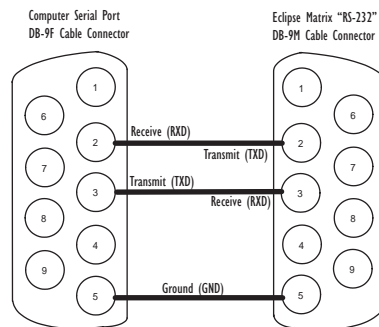 Computer Serial Port
DB-9F Cable Connector
Eclipse Matrix “RS-232”
DB-9M Cable Connector
1
6
2
7
3
8
4
9
5
Receive (RXD)
Transmit (TXD)
Transmit (TXD)
Receive (RXD)
Ground (GND)
1
6
2
7
3
8
4
9
5